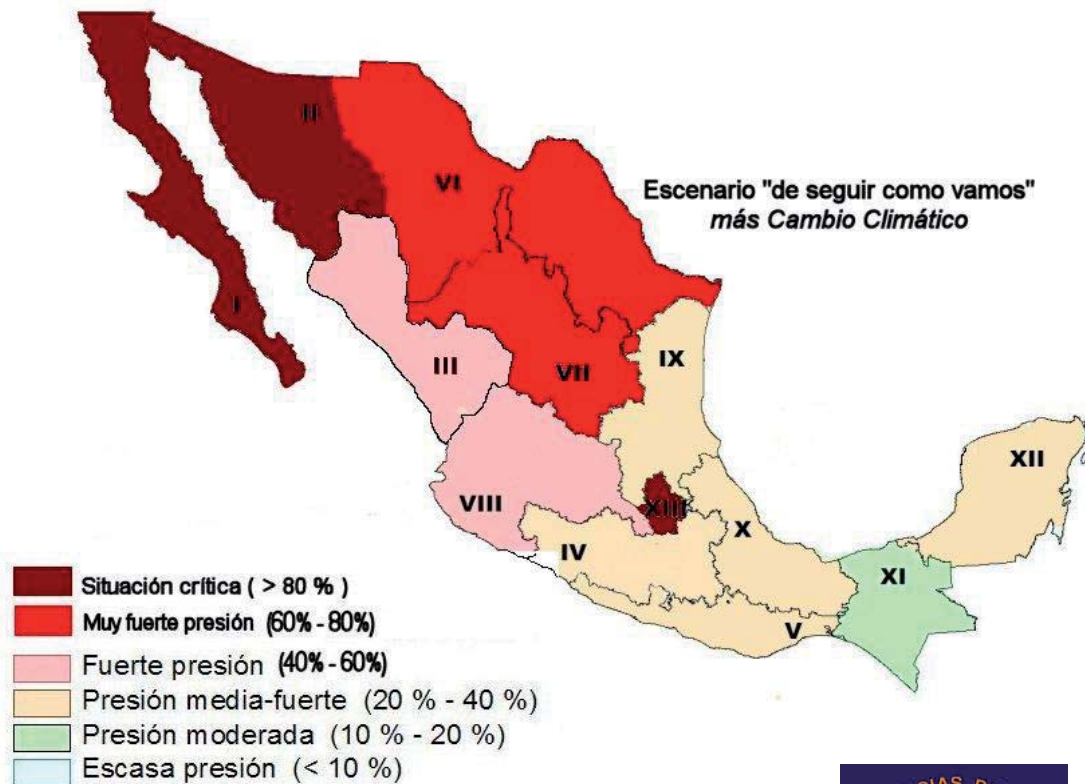 Escenario "de seguir como vamos"
más Cambio Climático
I
II
III
IV
V
VI
VII
VIII
IX
X
XI
XII
XIII
Situación crítica ( > 80 % )
Muy fuerte presión (60% - 80%)
Fuerte presión (40% - 60%)
Presión media-fuerte (20 % - 40 %)
Presión moderada (10 % - 20 %)
Escasa presión (< 10 %)